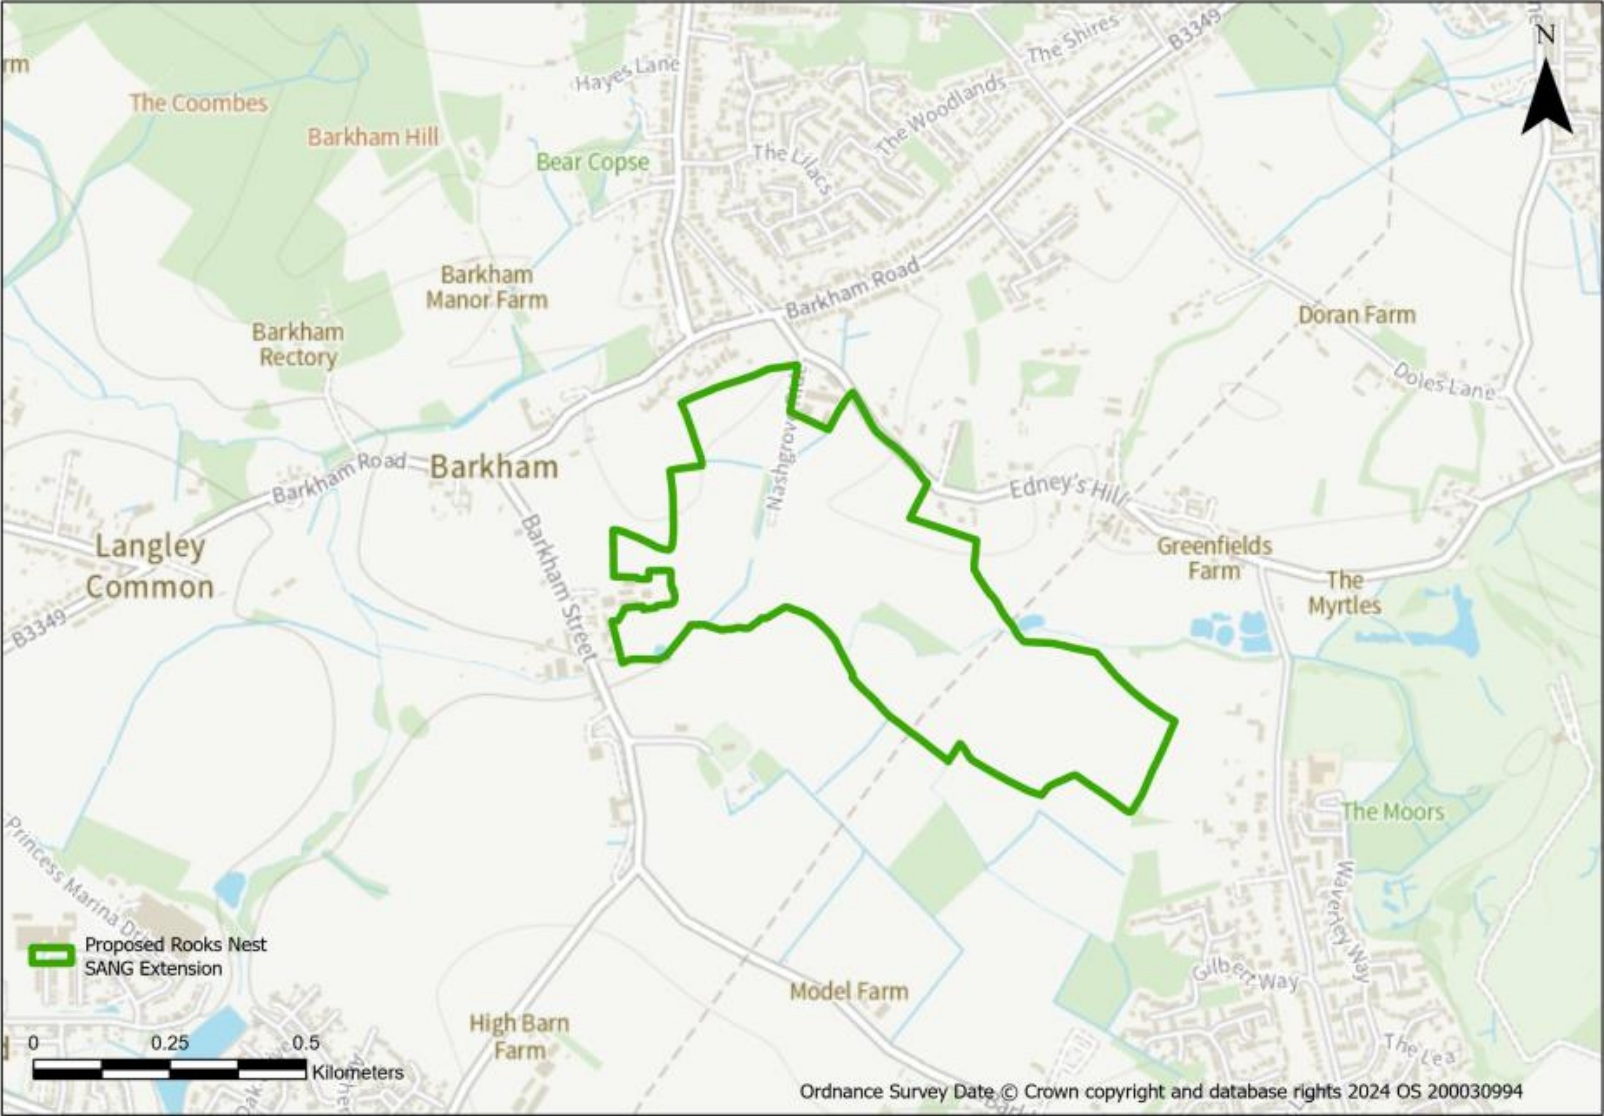 N
B3349
The Shires
Hayes Lane
rm
The Coombes
The Woodlands
Barkham Hill
Bear Copse
The Lilacs
Barkham
Manor Farm
Barkham Road
Doran Farm
Barkham
Rectory
Doles Lane
Nashgrove
Barkham Road
Barkham
Edney's Hill
Langley
Common
Barkham Street
Greenfields
Farm
The
Myrtles
B3349
The Moors
Princess Marina Dri
Waverley Way
Proposed Rooks Nest
SANG Extension
Gilbert Way
Model Farm
High Barn
Farm
The Lea
0 0.25 0.5
Kilometers
Oak
Ordnance Survey Date © Crown copyright and database rights 2024 OS 200030994